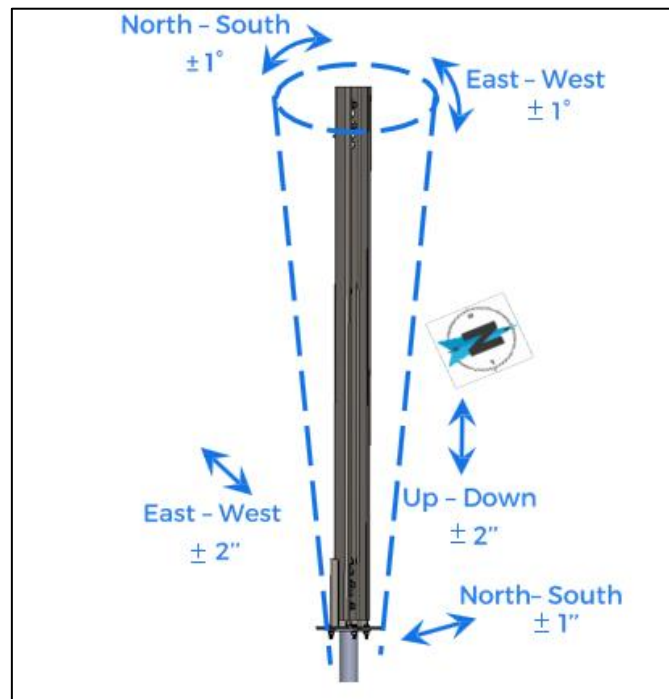 North – South
± 1°
East – West
± 1°
N
East – West
± 2”
Up – Down
± 2”
North– South
± 1”